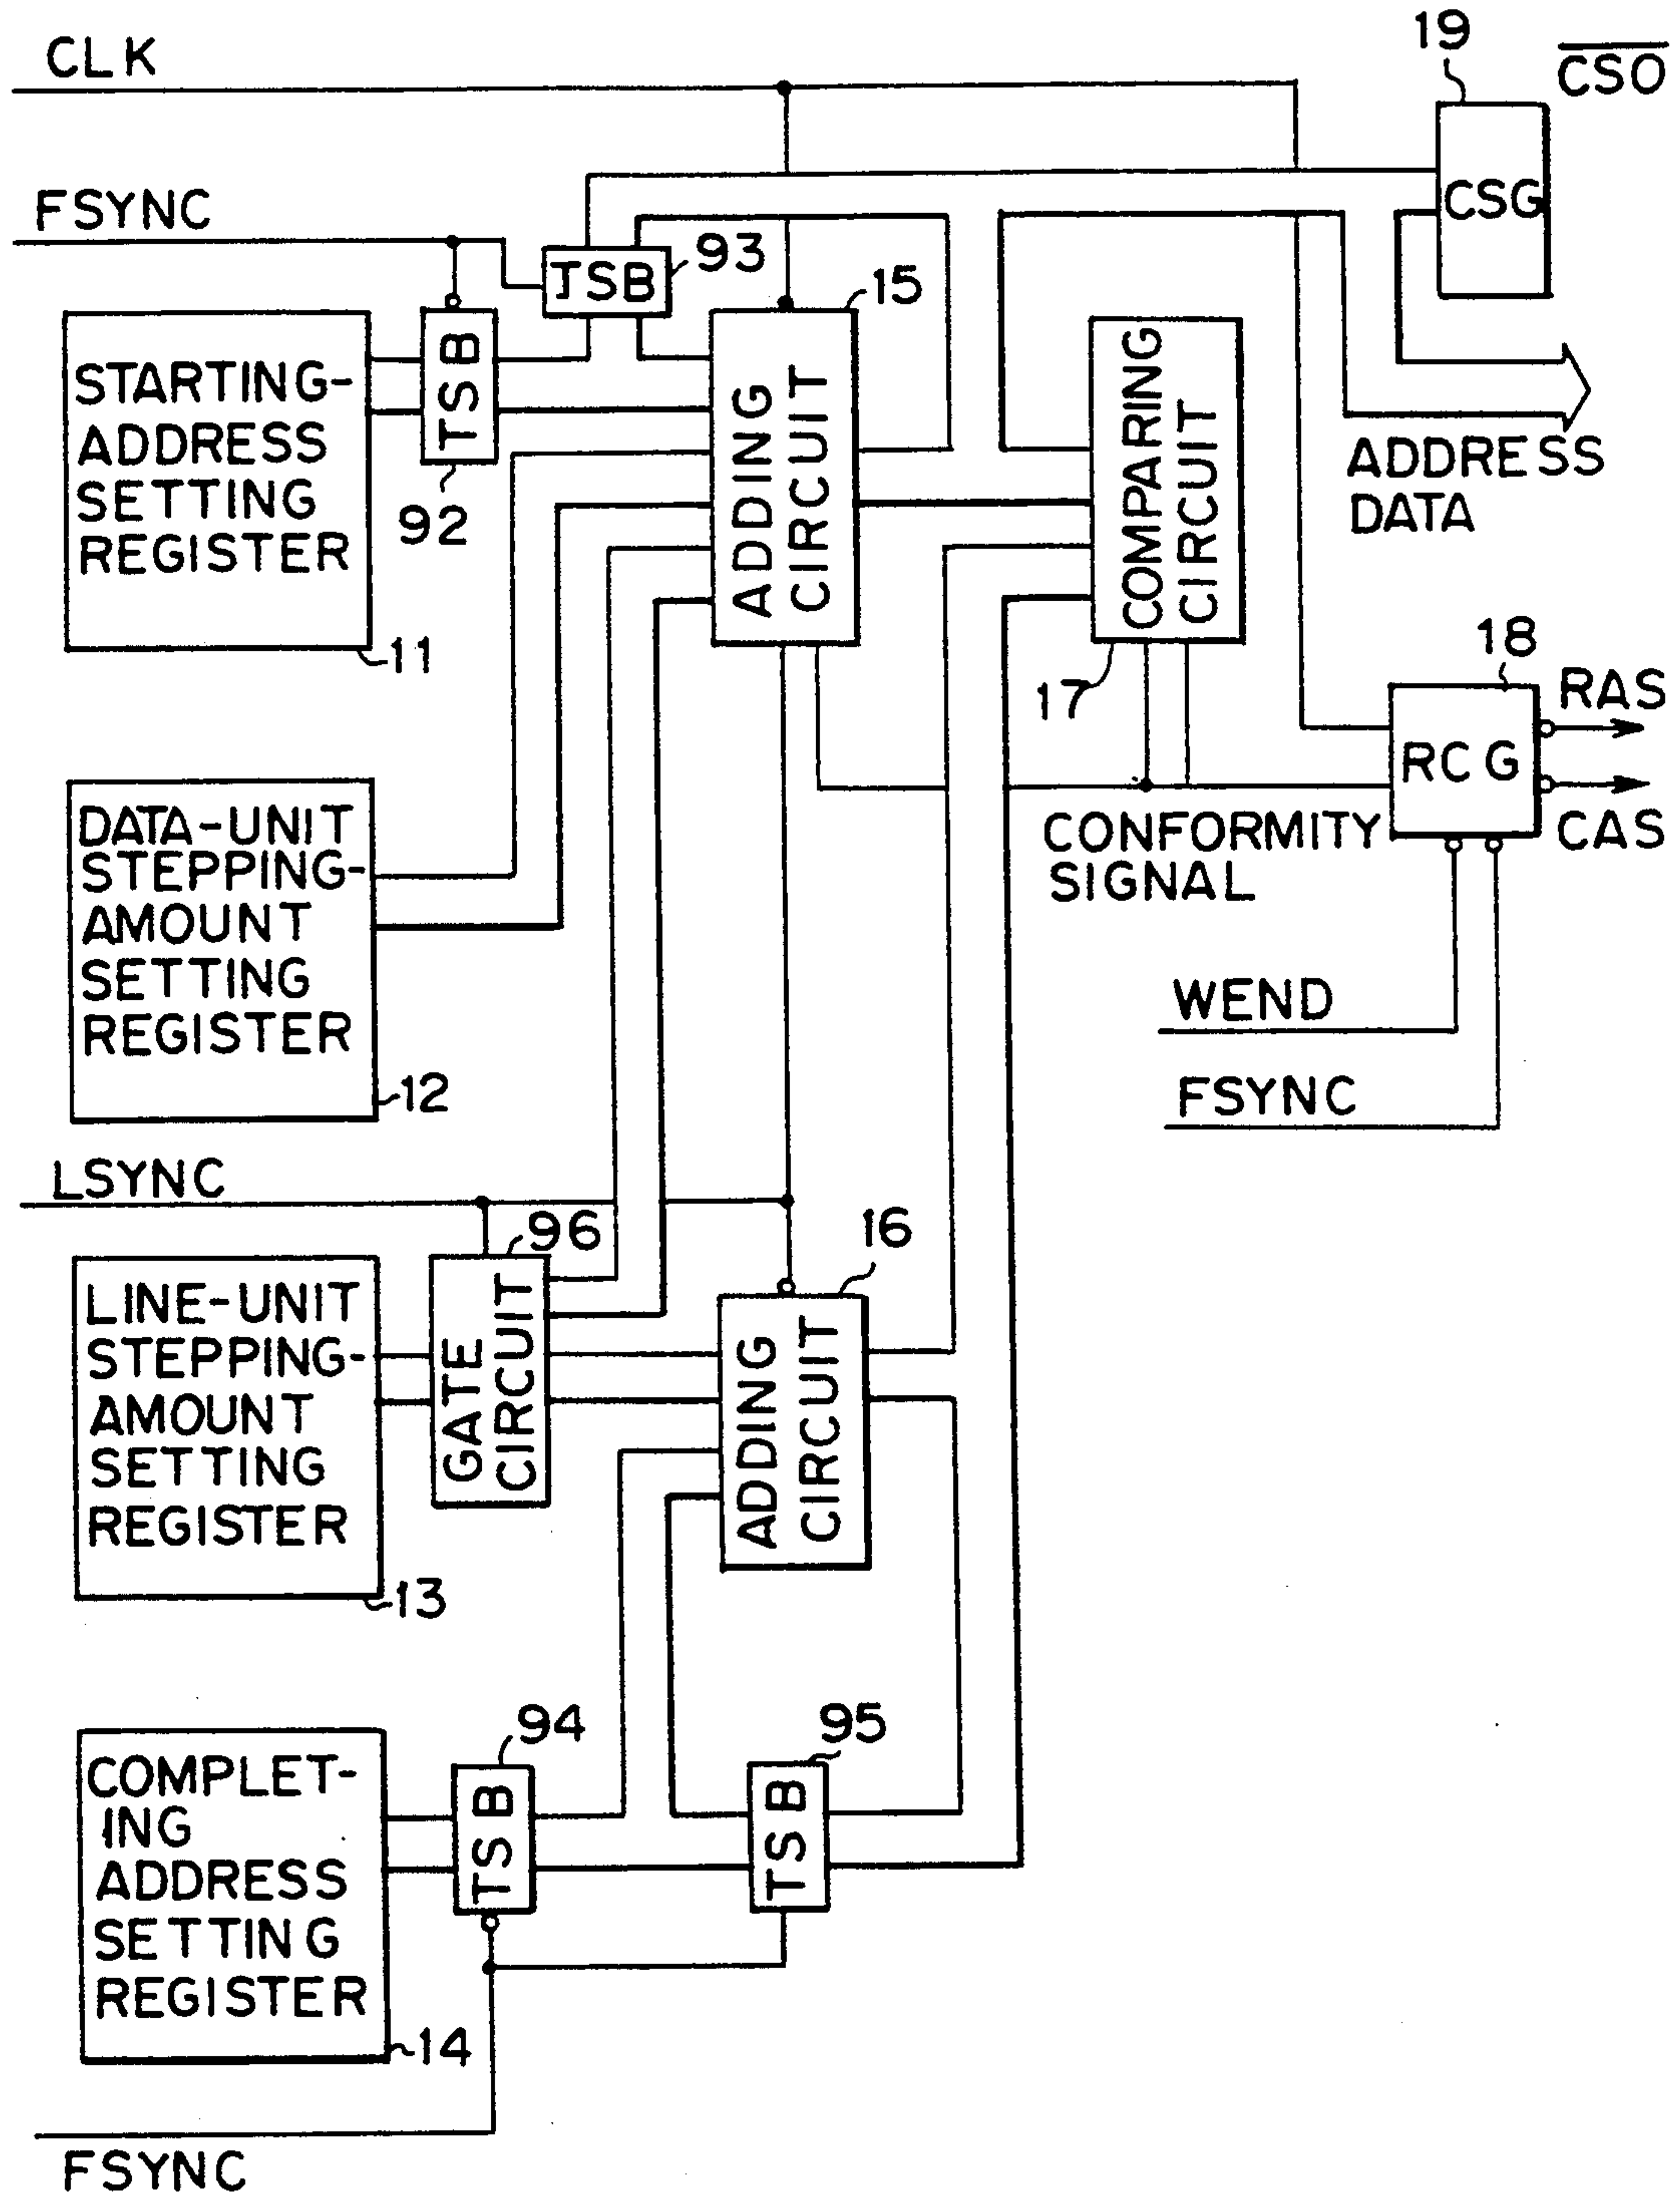 CLK
19
CSO
CSG
FSYNC
TSB
93
15
STARTING-
ADDRESS
SETTING
REGISTER
11
TSB
92
ADDING
CIRCUIT
COMPARING
CIRCUIT
17
ADDRESS
DATA
18
RAS
RCG
CAS
CONFORMITY
SIGNAL
DATA-UNIT
STEPPING-
AMOUNT
SETTING
REGISTER
12
WEND
FSYNC
LSYNC
96
16
LINE-UNIT
STEPPING-
AMOUNT
SETTING
REGISTER
13
GATE
CIRCUIT
ADDING
CIRCUIT
94
95
COMPLET-
ING
ADDRESS
SETTING
REGISTER
14
TSB
TSB
FSYNC